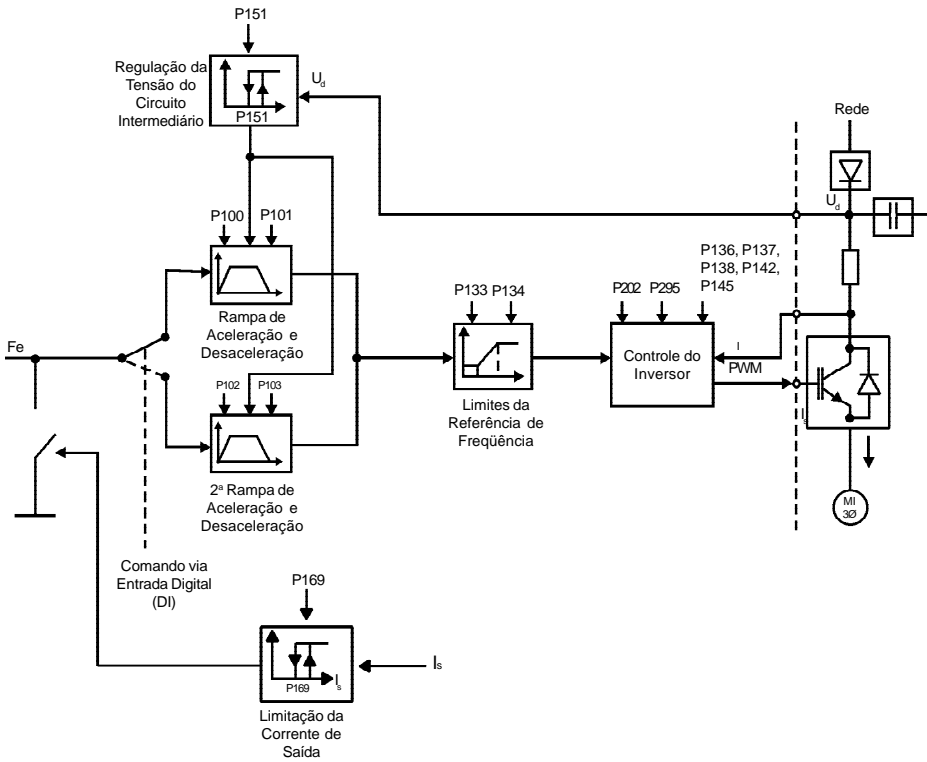 P151
Regulação da
Tensão do
Circuito
Intermediário
P151
Ud
Rede
Ud
P100
P101
Rampa de
Aceleração e
Desaceleração
Fe
P102
P103
2ª Rampa de
Aceleração e
Desaceleração
Comando via
Entrada Digital
(DI)
P133
P134
Limites da
Referência de
Freqüência
P202
P295
P136, P137,
P138, P142,
P145
Controle do
Inversor
I
PWM
Is
MI
3Ø
P169
P169
Is
Is
Limitação da
Corrente de
Saída